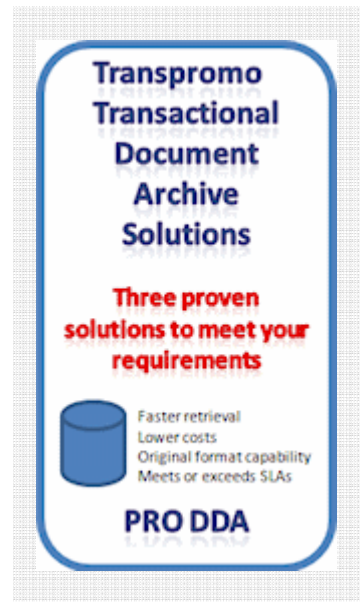 Transpromo
Transactional
Document
Archive
Solutions
Three proven
solutions to meet your
requirements
Faster retrieval
Lower costs
Original format capability
Meets or exceeds SLAs
PRO DDA